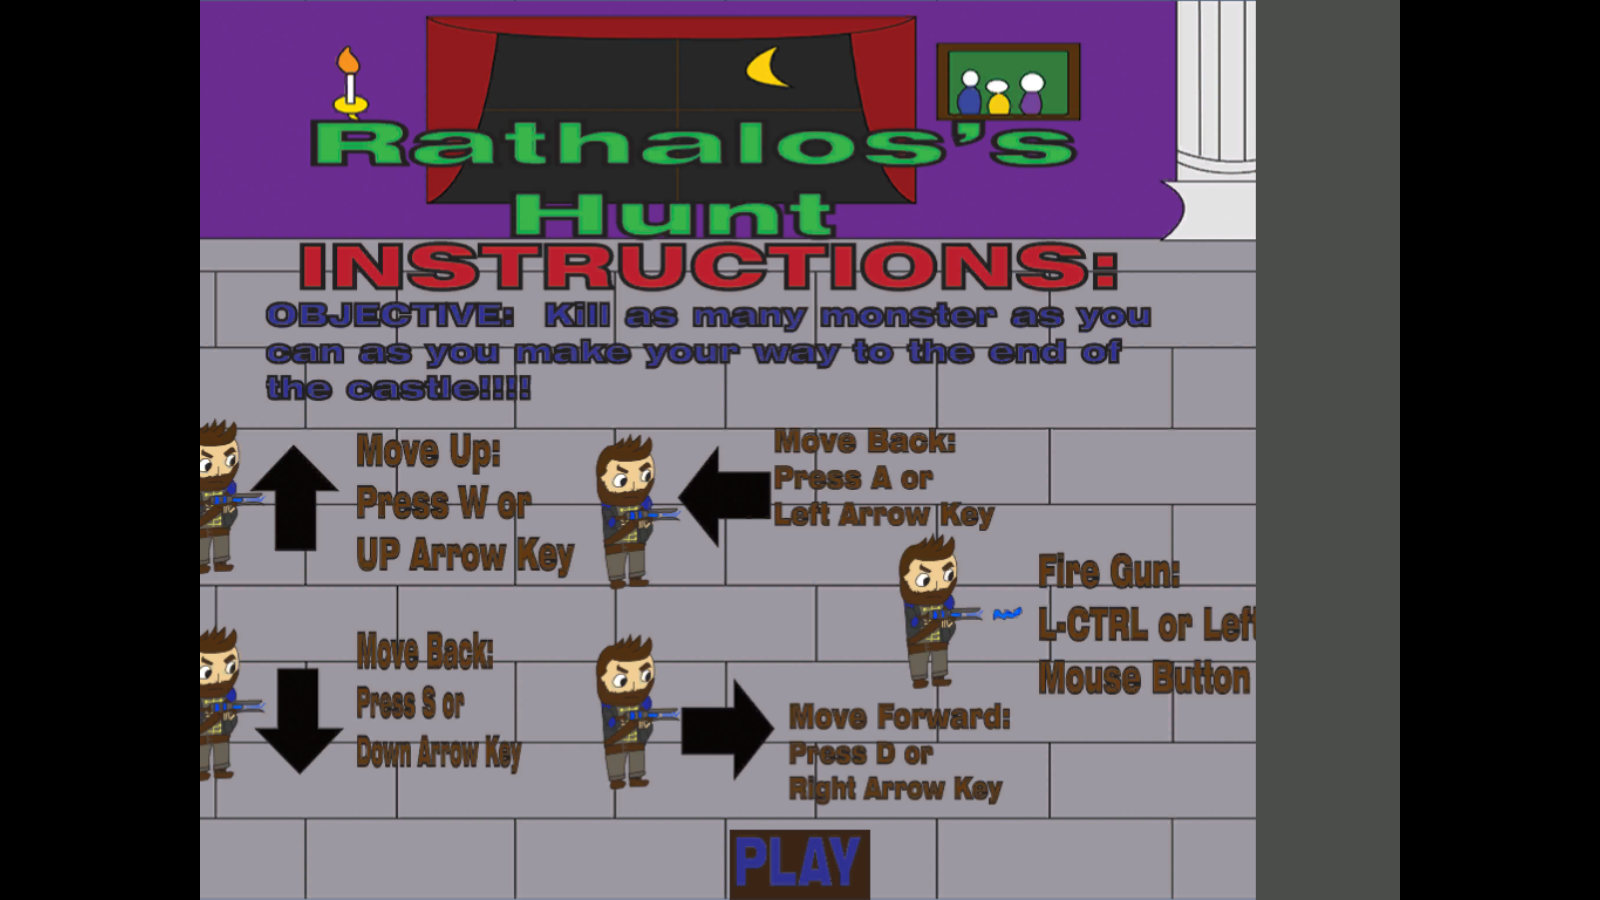 Rathalos's
Hunt
INSTRUCTIONS:
OBJECTIVE: Kill as many monster as you
can as you make your way to the end of
the castle!!!!
Move Up:
Press W or
UP Arrow Key
Move Back:
Press A or
Left Arrow Key
Fire Gun:
L-CTRL or Left
Mouse Button
Move Back:
Press S or
Down Arrow Key
Move Forward:
Press D or
Right Arrow Key
PLAY